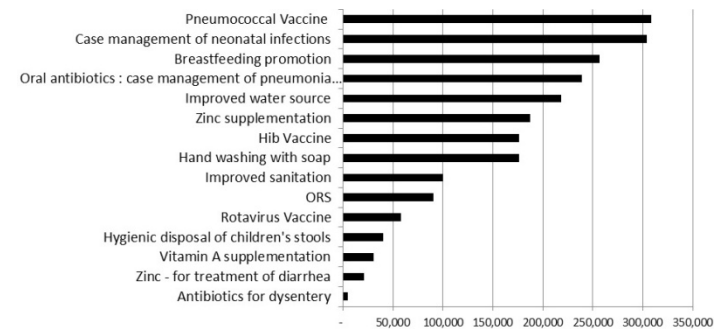 Pneumococcal Vaccine
Case management of neonatal infections
Breastfeeding promotion
Oral antibiotics : case management of pneumonia...
Improved water source
Zinc supplementation
Hib Vaccine
Hand washing with soap
Improved sanitation
ORS
Rotavirus Vaccine
Hygienic disposal of children's stools
Vitamin A supplementation
Zinc - for treatment of diarrhea
Antibiotics for dysentery
- 50,000 100,000 150,000 200,000 250,000 300,000 350,000